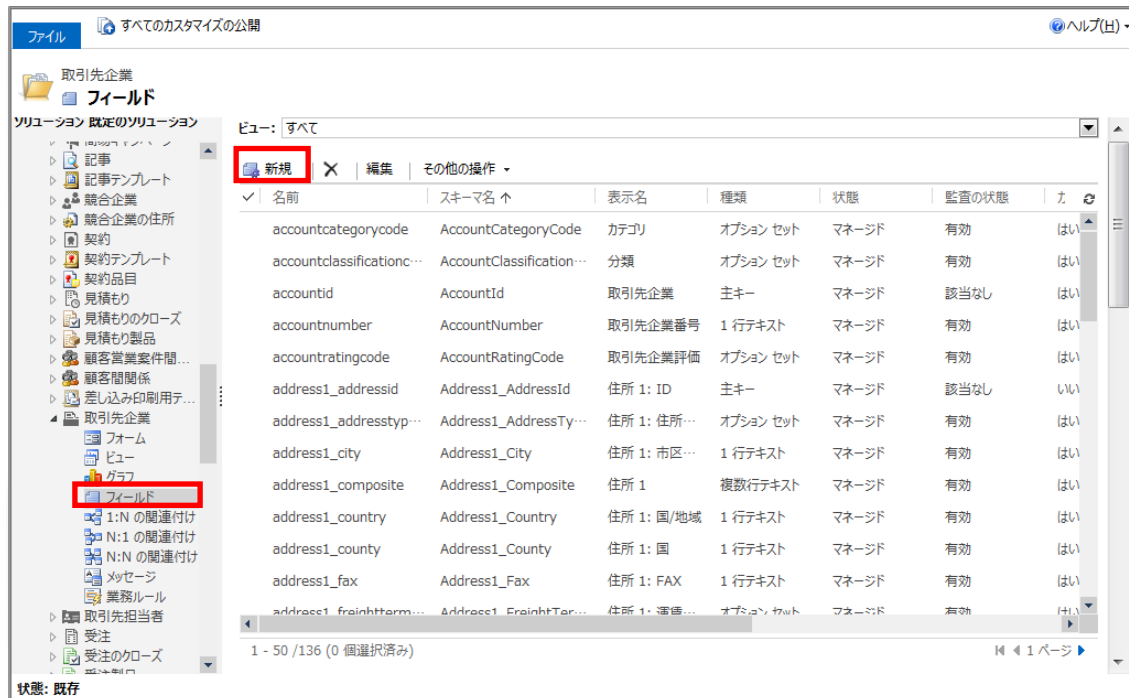 ファイル
すべてのカスタマイズの公開
ヘルプ(H)
取引先企業
フィールド
ソリューション 既定のソリューション
記事
記事テンプレート
競合企業
競合企業の住所
契約
契約テンプレート
契約品目
見積もり
見積もりのクローズ
見積もり製品
顧客営業案件間...
顧客間関係
差し込み印刷用テ...
取引先企業
フォーム
ビュー
グラフ
フィールド
1:N の関連付け
N:1 の関連付け
N:N の関連付け
メッセージ
業務ルール
取引先担当者
受注
受注のクローズ
ビュー: すべて
新規 編集 その他の操作
名前 スキーマ名 表示名 種類 状態 監査の状態
accountcategorycode AccountCategoryCode カテゴリ オプション セット マネージド 有効 はい
accountclassificationc… AccountClassification… 分類 オプション セット マネージド 有効 はい
accountid AccountId 取引先企業 主キー マネージド 該当なし はい
accountnumber AccountNumber 取引先企業番号 1 行テキスト マネージド 有効 はい
accountratingcode AccountRatingCode 取引先企業評価 オプション セット マネージド 有効 はい
address1_addressid Address1_AddressId 住所 1: ID 主キー マネージド 該当なし いい
address1_addresstyp… Address1_AddressTy… 住所 1: 住所… オプション セット マネージド 有効 はい
address1_city Address1_City 住所 1: 市区… 1 行テキスト マネージド 有効 はい
address1_composite Address1_Composite 住所 1 複数行テキスト マネージド 有効 はい
address1_country Address1_Country 住所 1: 国/地域 1 行テキスト マネージド 有効 はい
address1_county Address1_County 住所 1: 国 1 行テキスト マネージド 有効 はい
address1_fax Address1_Fax 住所 1: FAX 1 行テキスト マネージド 有効 はい
address1_freightterm… Address1_FreightTer… 住所 1: 運賃… オプション セット マネージド 有効 はい
1 - 50 /136 (0 個選択済み) 1 ページ
状態: 既存